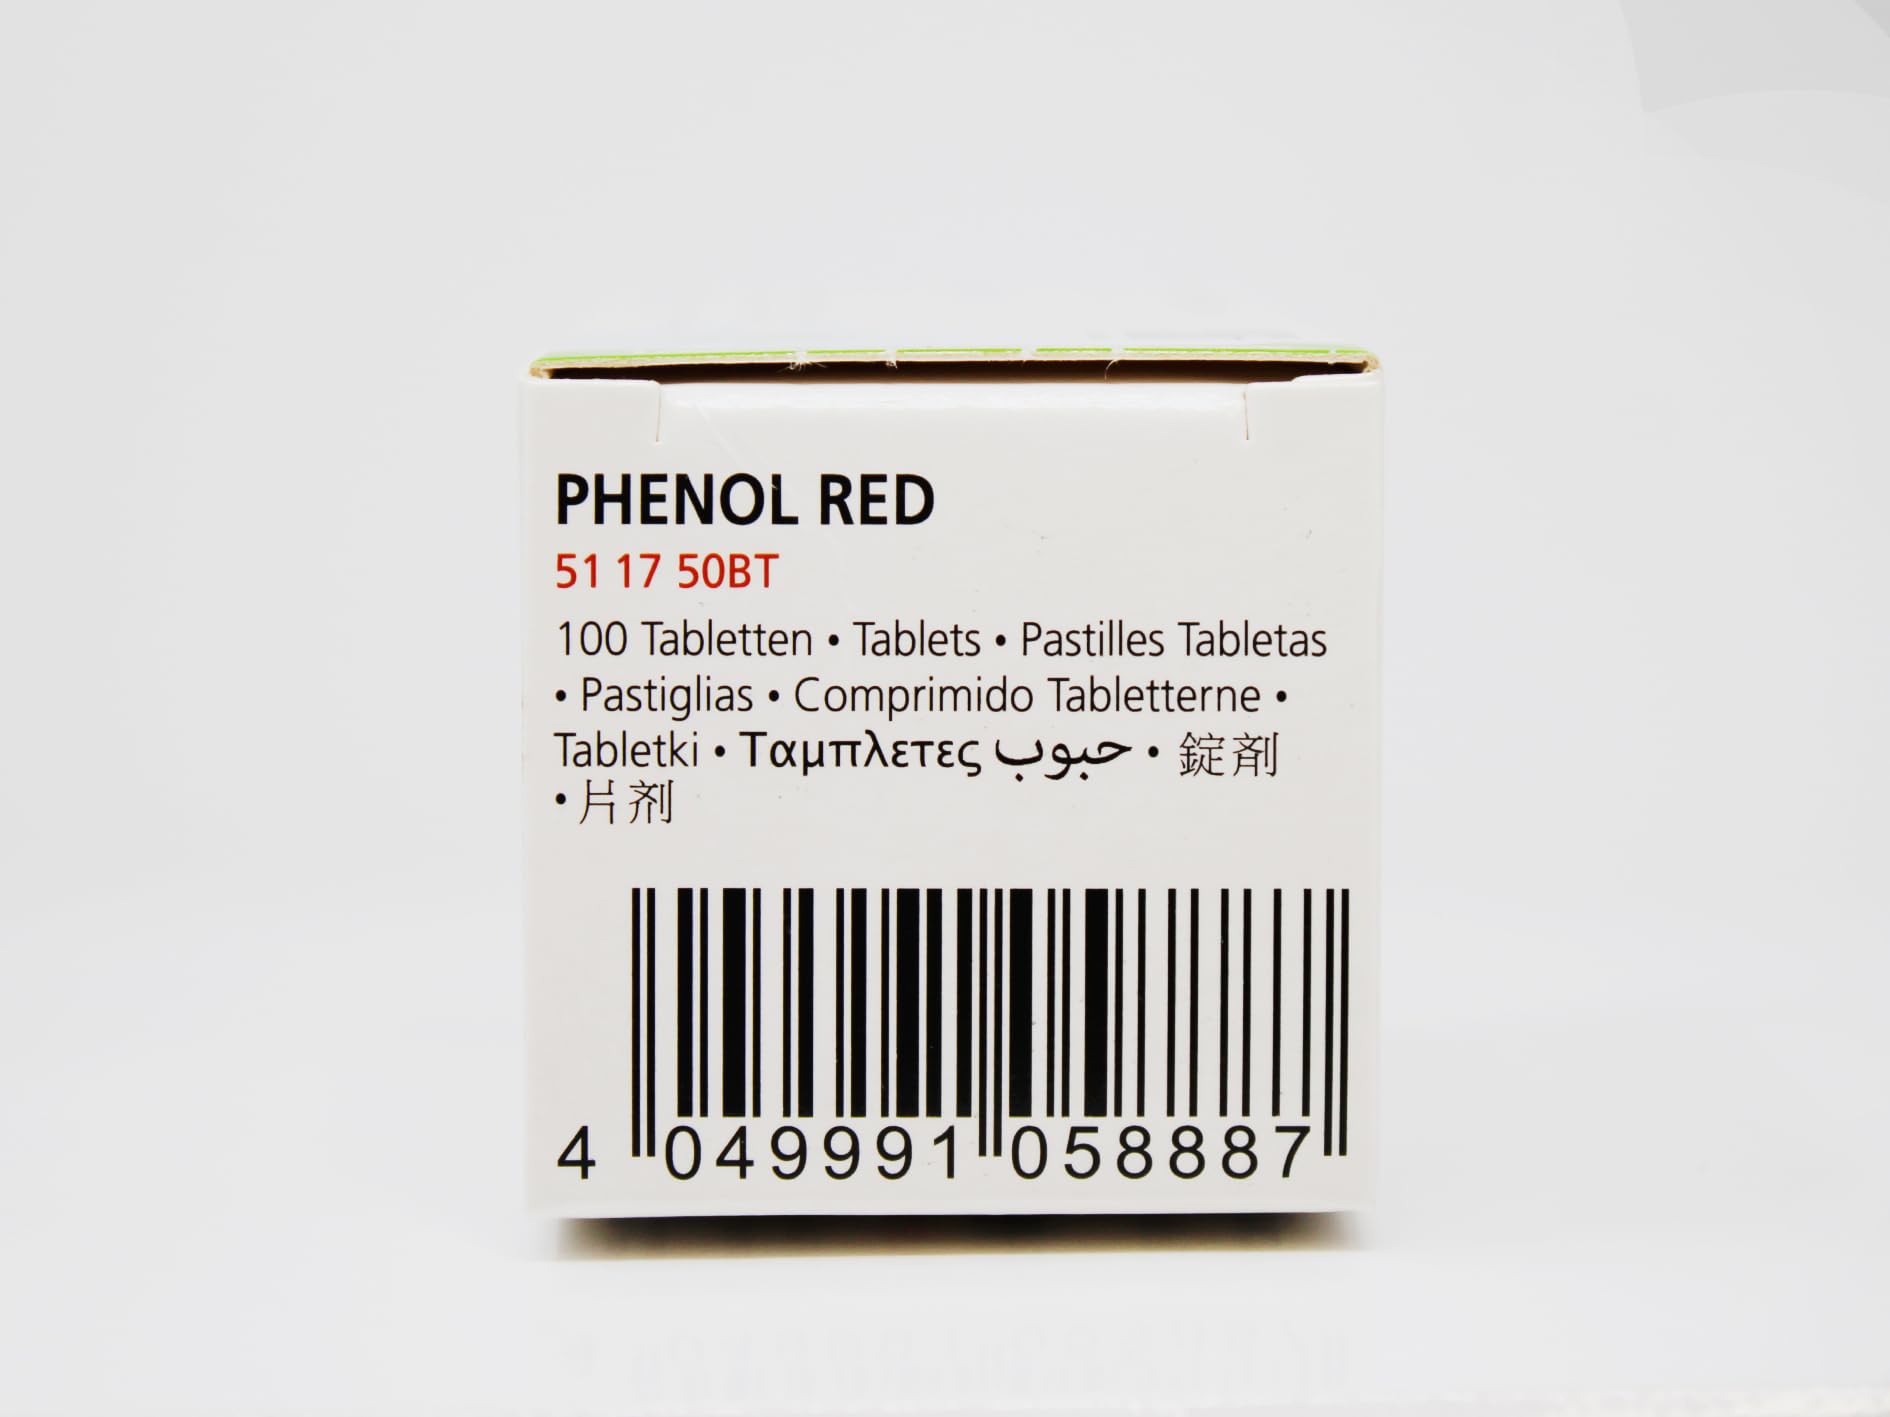 PHENOL RED
51 17 50BT
100 Tabletten • Tablets • Pastilles Tabletas
• Pastiglias • Comprimido Tabletterne •
Tabletki • Ταμπλετες حبوب • 錠剤
• 片剂
4 049991 058887